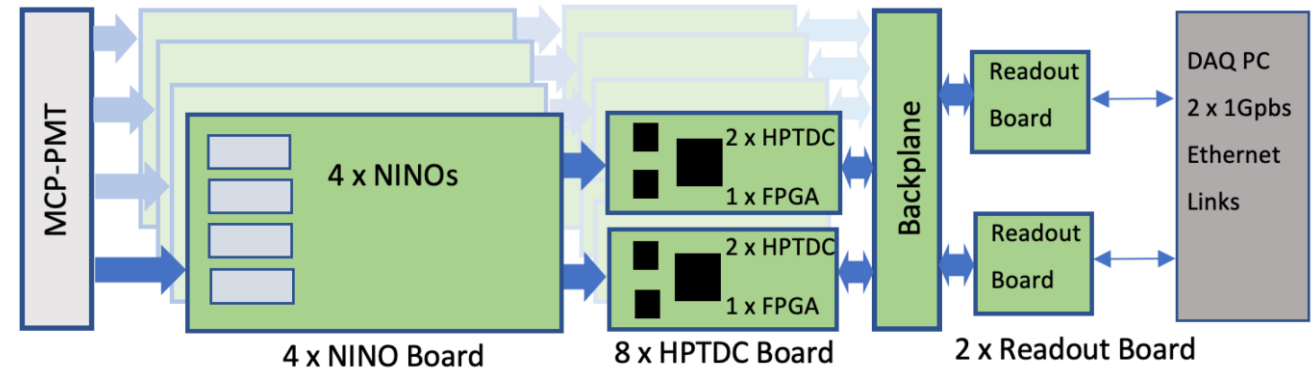 MCP-PMT
4 x NINOs
2 x HPTDC
1 x FPGA
2 x HPTDC
1 x FPGA
Backplane
Readout
Board
Readout
Board
DAQ PC
2 x 1Gpbs
Ethernet
Links
4 x NINO Board
8 x HPTDC Board
2 x Readout Board